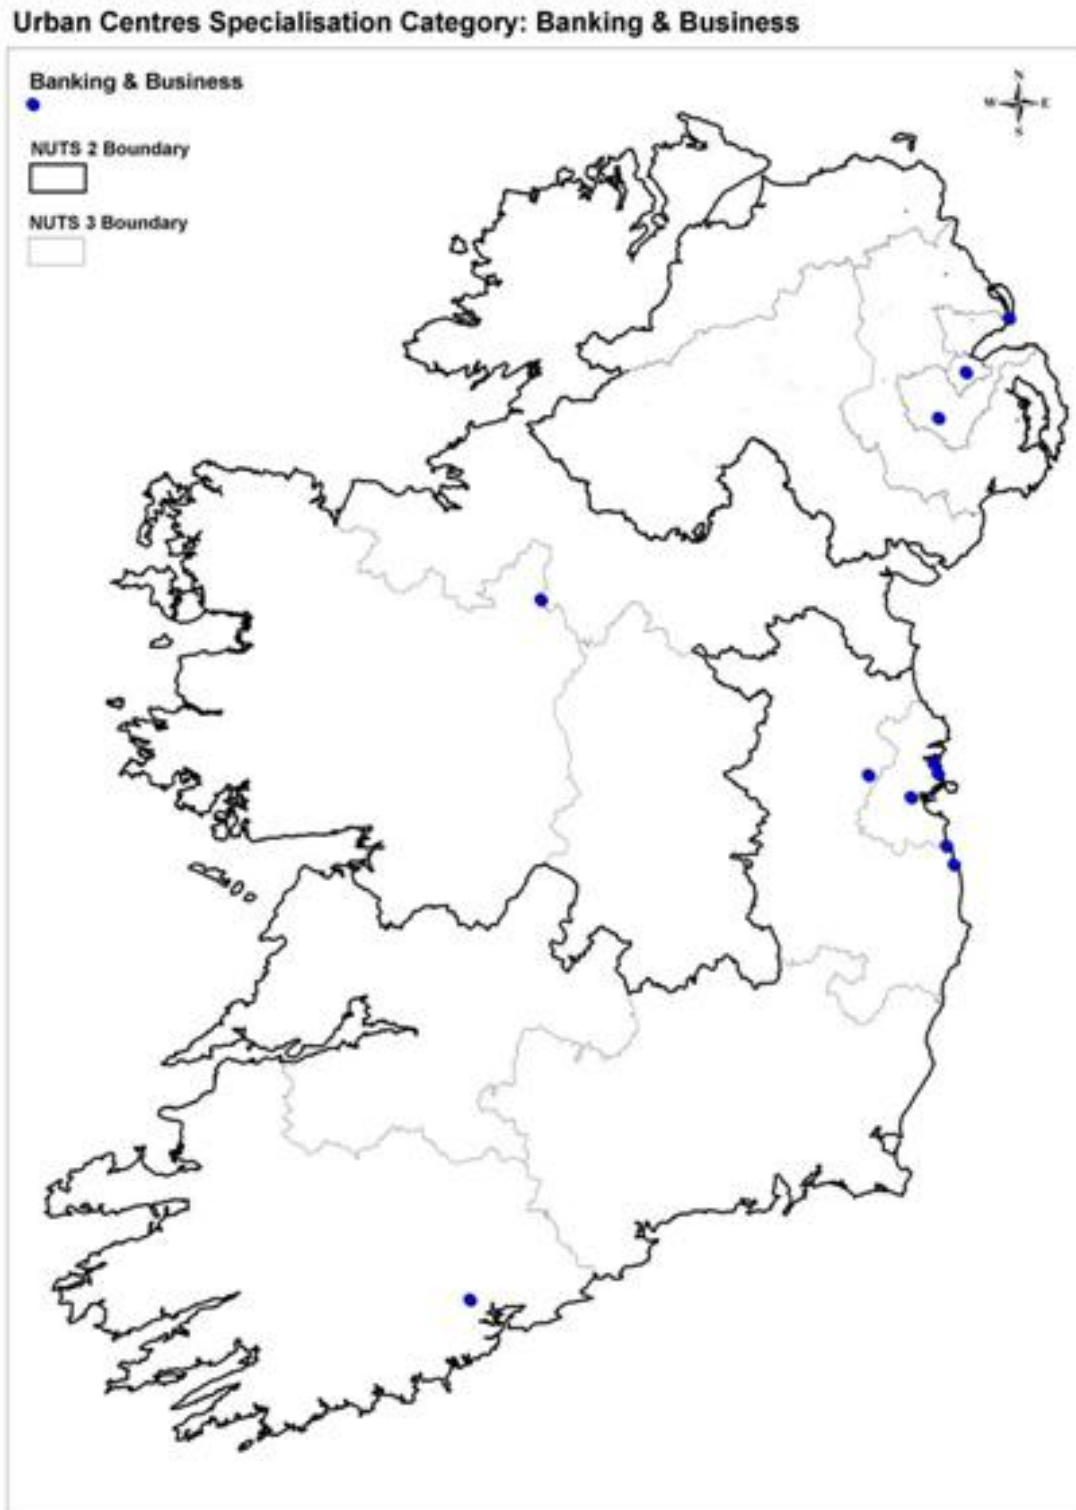 Urban Centres Specialisation Category: Banking & Business
Banking & Business
NUTS 2 Boundary
NUTS 3 Boundary
N
W E
S